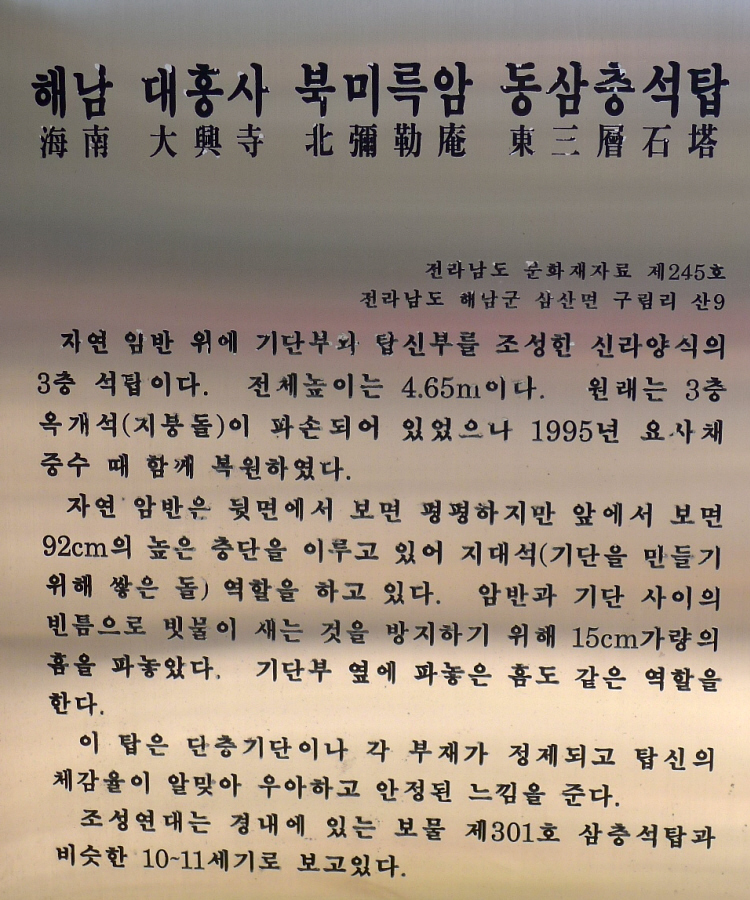 해남 대흥사 북미륵암 동삼층석탑
海南 大興寺 北彌勒庵 東三層石塔
전라남도 문화재자료 제245호
전라남도 해남군 삼산면 구림리 산9
자연 암반 위에 기단부와 탑신부를 조성한 신라양식의
3층 석탑이다. 전체높이는 4.65m이다. 원래는 3층
옥개석(지붕돌)이 파손되어 있었으나 1995년 요사채
중수 때 함께 복원하였다.
자연 암반은 뒷면에서 보면 평평하지만 앞에서 보면
92cm의 높은 층단을 이루고 있어 지대석(기단을 만들기
위해 쌓은 돌) 역할을 하고 있다. 암반과 기단 사이의
빈틈으로 빗물이 새는 것을 방지하기 위해 15cm가량의
홈을 파놓았다. 기단부 옆에 파놓은 홈도 같은 역할을
한다.
이 탑은 단층기단이나 각 부재가 정제되고 탑신의
체감율이 알맞아 우아하고 안정된 느낌을 준다.
조성연대는 경내에 있는 보물 제301호 삼층석탑과
비슷한 10~11세기로 보고있다.